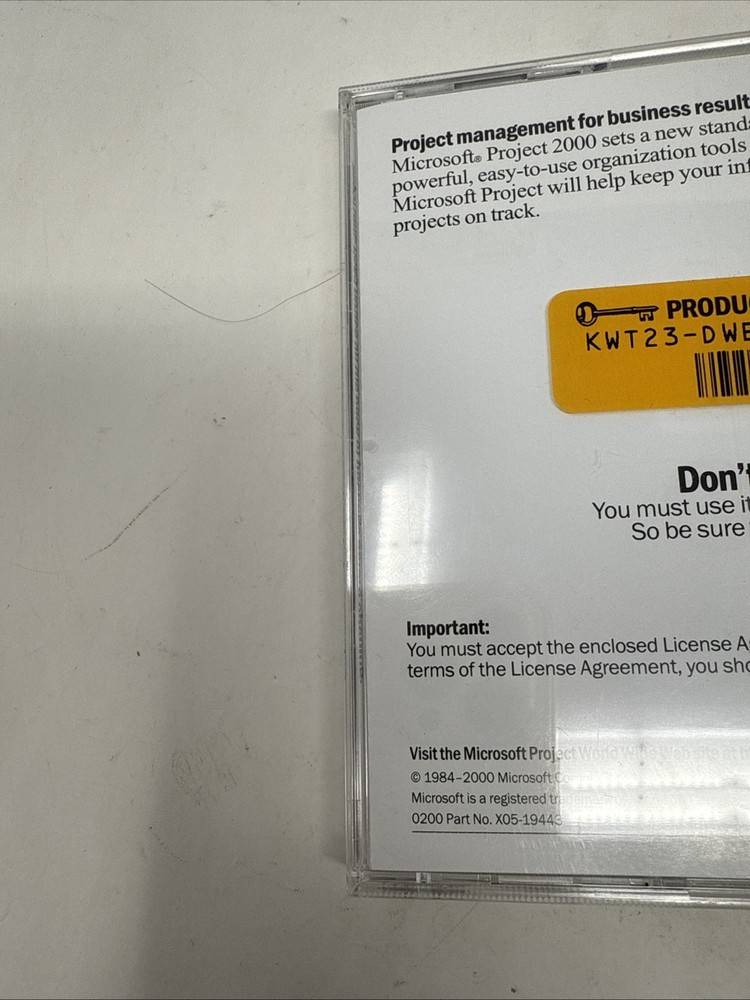 Project management for business result
Microsoft® Project 2000 sets a new standa
powerful, easy-to-use organization tools
Microsoft Project will help keep your inf
projects on track.
PRODU
KWT23-DWE
Don't
You must use it
So be sure
Important:
You must accept the enclosed License A
terms of the License Agreement, you sho
Visit the Microsoft Project World Wide Web site at
© 1984–2000 Microsoft
Microsoft is a registered
0200 Part No. X05-19443